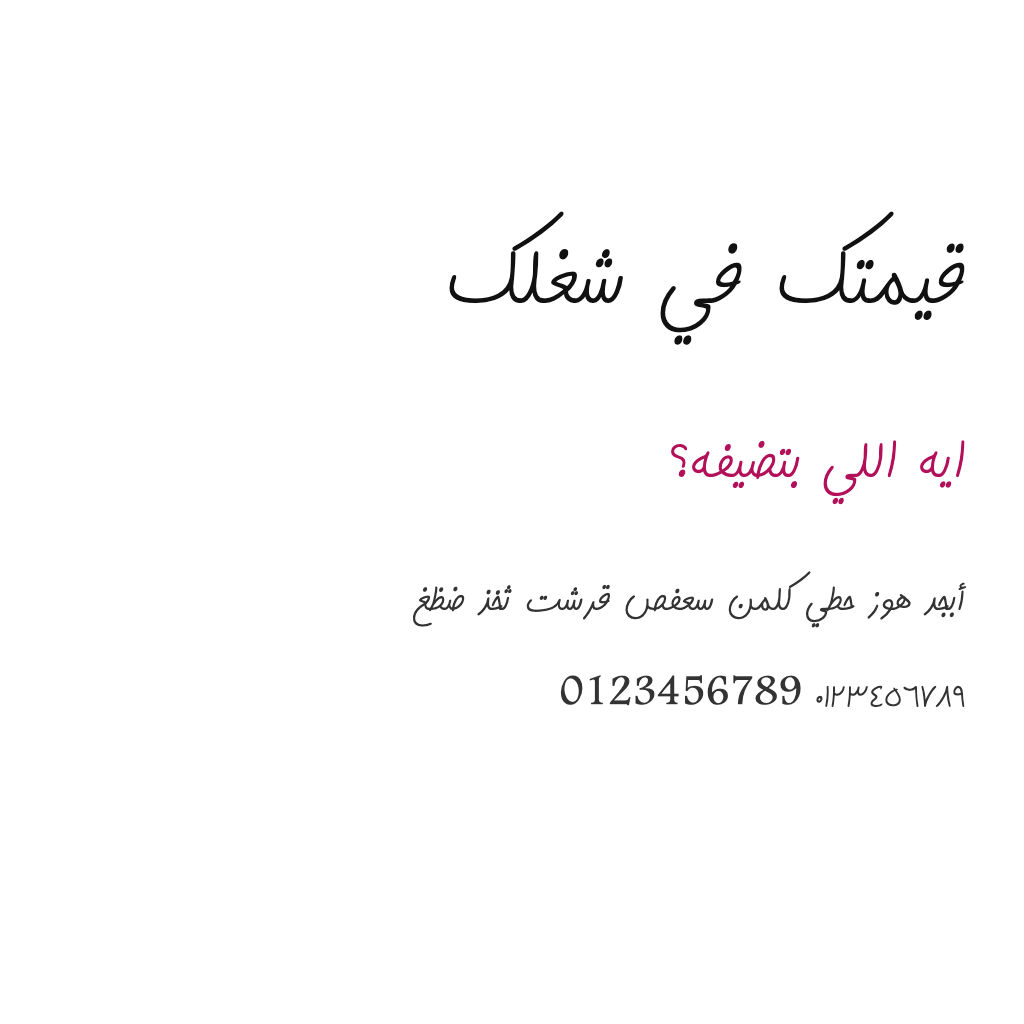 قيمتك في شغلك
ايه اللي بتضيفه؟
أبجد هوز حطي كلمن سعفص قرشت ثخذ ضظغ
٠١٢٣٤٥٦٧٨٩ 0123456789